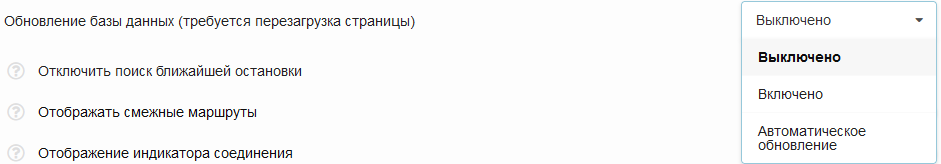 Обновление базы данных (требуется перезагрузка страницы)
Выключено
Выключено
? Отключить поиск ближайшей остановки
Включено
? Отображать смежные маршруты
Автоматическое
обновление
? Отображение индикатора соединения